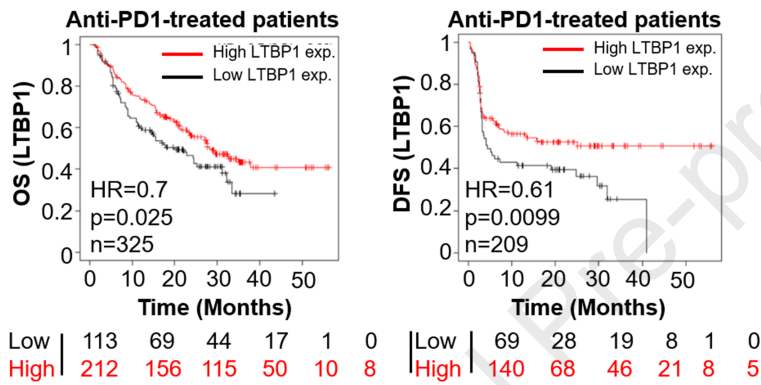 Anti-PD1-treated patients
OS (LTBP1)
1
0.8
0.6
0.4
0.2
0
High LTBP1 exp.
Low LTBP1 exp.
HR=0.7
p=0.025
n=325
0 10 20 30 40 50
Time (Months)
Low 113 69 44 17 1 0
High 212 156 115 50 10 8
Anti-PD1-treated patients
DFS (LTBP1)
1
0.8
0.6
0.4
0.2
0
High LTBP1 exp.
Low LTBP1 exp.
HR=0.61
p=0.0099
n=209
0 10 20 30 40 50
Time (Months)
Low 69 28 19 8 1 0
High 140 68 46 21 8 5
l Pre-pr